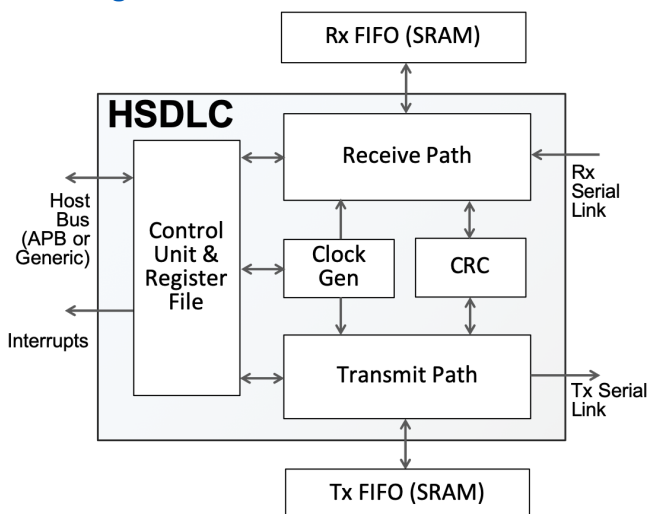 Rx FIFO (SRAM)
HSDLC
Receive Path
Rx
Serial
Link
Host
Bus
(APB or
Generic)
Control
Unit &
Register
File
Clock
Gen
CRC
Interrupts
Transmit Path
Tx Serial
Link
Tx FIFO (SRAM)